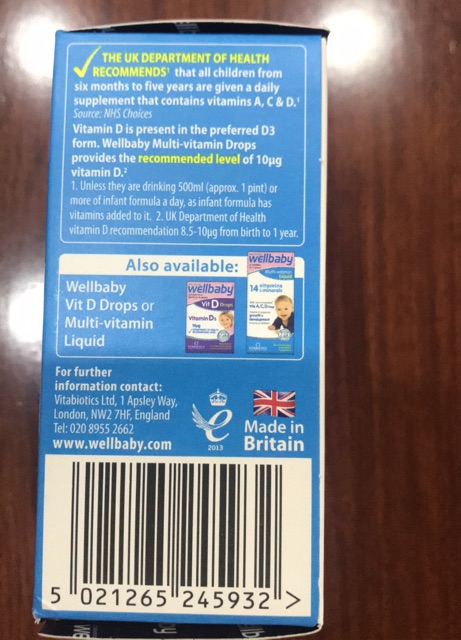 THE UK DEPARTMENT OF HEALTH
RECOMMENDS¹ that all children from
six months to five years are given a daily
supplement that contains vitamins A, C & D.¹
Source: NHS Choices
Vitamin D is present in the preferred D3
form. Wellbaby Multi-vitamin Drops
provides the recommended level of 10µg
vitamin D.²
1. Unless they are drinking 500ml (approx. 1 pint) or
more of infant formula a day, as infant formula has
vitamins added to it. 2. UK Department of Health
vitamin D recommendation 8.5-10µg from birth to 1 year.
Also available:
Wellbaby
Vit D Drops or
Multi-vitamin
Liquid
wellbaby
Vit D Drops
Vitamin D3
wellbaby
Multi-vitamin
Liquid
14 vitamins
& minerals
For further
information contact:
Vitabiotics Ltd, 1 Apsley Way,
London, NW2 7HF, England
Tel: 020 8955 2662
www.wellbaby.com
2013
Made in
Britain
5 021265 245932 >